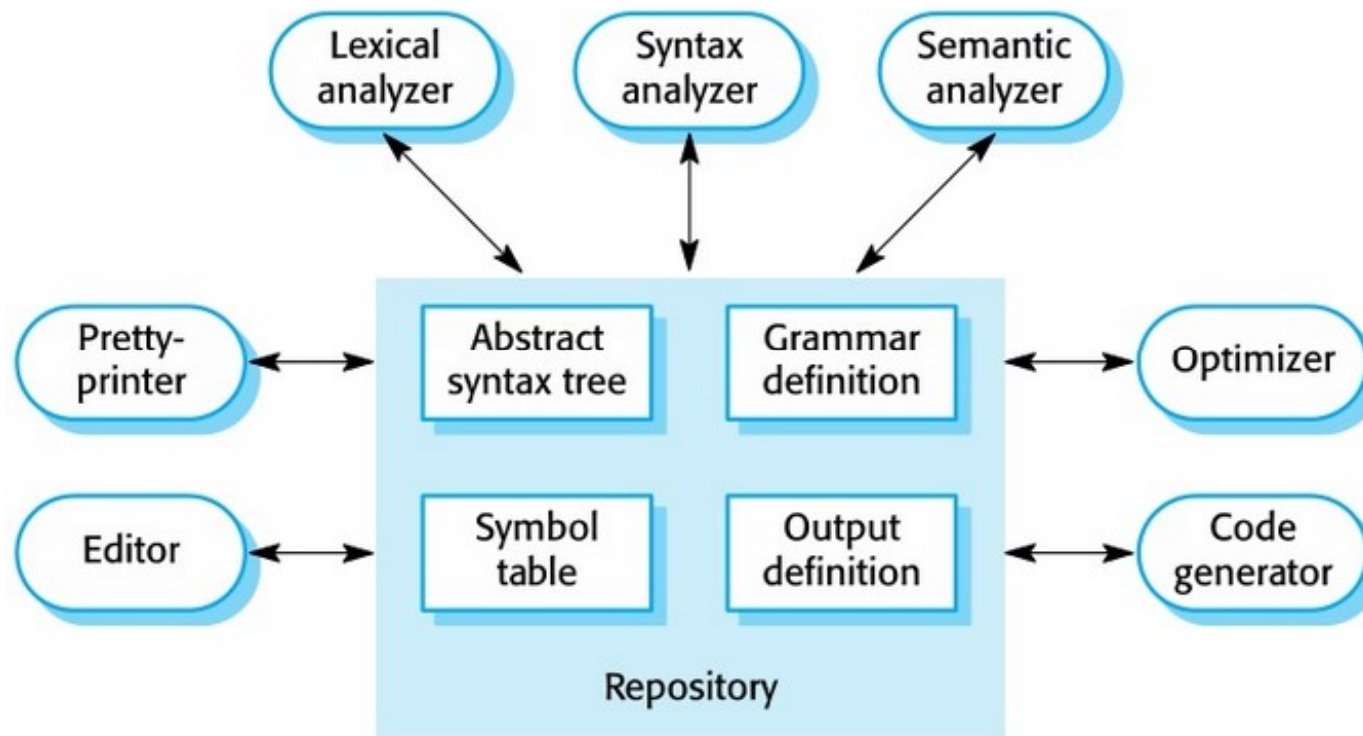 Lexical
analyzer
Syntax
analyzer
Semantic
analyzer
Pretty-
printer
Abstract
syntax tree
Grammar
definition
Optimizer
Editor
Symbol
table
Output
definition
Code
generator
Repository